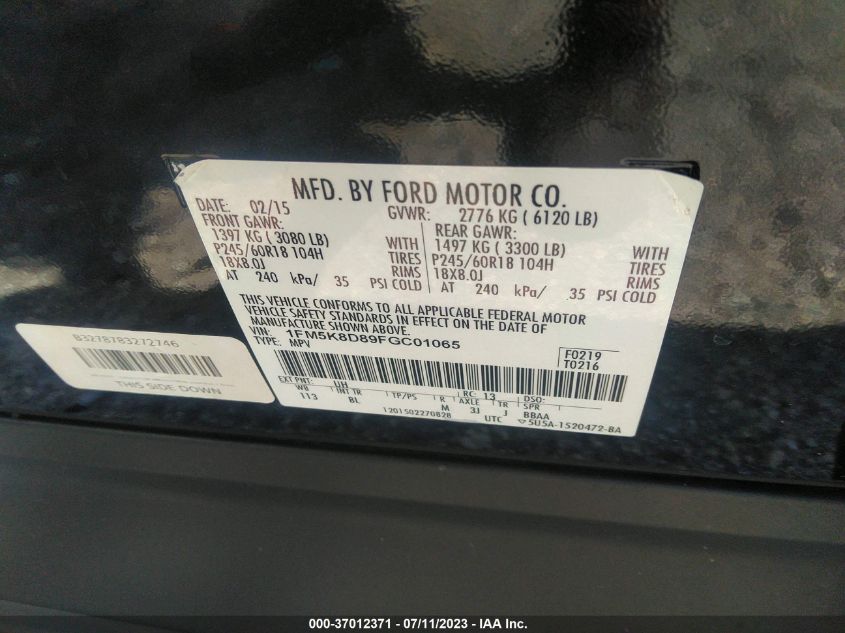 MFD. BY FORD MOTOR CO.
DATE: 02/15 GVWR: 2776 KG ( 6120 LB)
FRONT GAWR: REAR GAWR:
1397 KG ( 3080 LB) WITH 1497 KG ( 3300 LB) WITH
P245/60R18 104H TIRES P245/60R18 104H TIRES
18X8.0J RIMS 18X8.0J RIMS
AT 240 kPa/ 35 PSI COLD AT 240 kPa/ 35 PSI COLD
THIS VEHICLE CONFORMS TO ALL APPLICABLE FEDERAL MOTOR
VEHICLE SAFETY STANDARDS IN EFFECT ON THE DATE OF
MANUFACTURE SHOWN ABOVE.
VIN: 1FM5K8D89FGC01065
TYPE: MPV
F0219
T0216
EXT PNT: UH RC: 13 DSO:
WB INT TR TP/PS R AXLE TR SPR
113 BL M 3J J BBAA
1201502270828 UTC ▽5U5A-1520472-BA
B3278783272746
THIS SIDE DOWN
000-37012371 - 07/11/2023 - IAA Inc.